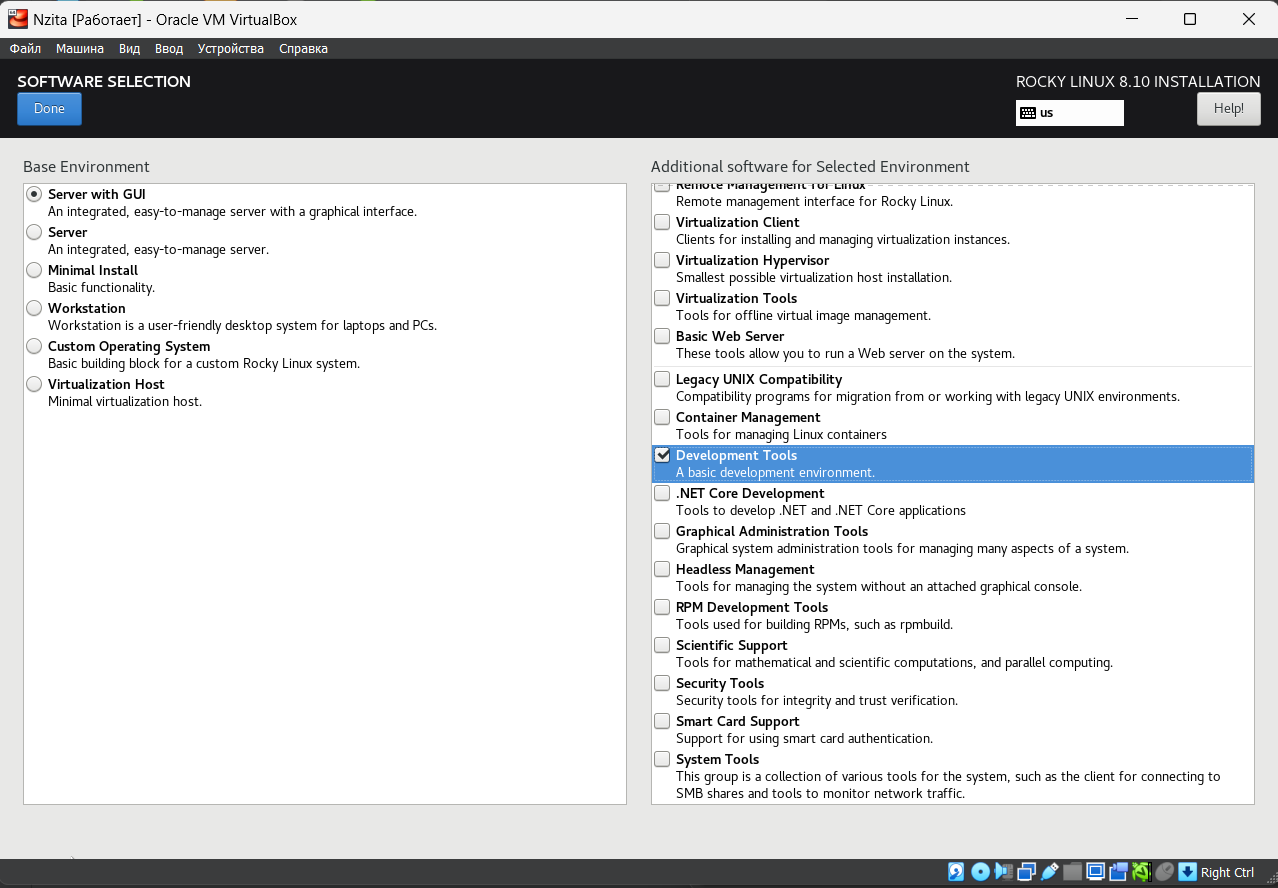 Nzita [Работает] - Oracle VM VirtualBox
Файл Машина Вид Ввод Устройства Справка
SOFTWARE SELECTION
ROCKY LINUX 8.10 INSTALLATION
Done
us
Help!
Base Environment
Server with GUI
An integrated, easy-to-manage server with a graphical interface.
Server
An integrated, easy-to-manage server.
Minimal Install
Basic functionality.
Workstation
Workstation is a user-friendly desktop system for laptops and PCs.
Custom Operating System
Basic building block for a custom Rocky Linux system.
Virtualization Host
Minimal virtualization host.
Additional software for Selected Environment
Remote Management for Linux
Remote management interface for Rocky Linux.
Virtualization Client
Clients for installing and managing virtualization instances.
Virtualization Hypervisor
Smallest possible virtualization host installation.
Virtualization Tools
Tools for offline virtual image management.
Basic Web Server
These tools allow you to run a Web server on the system.
Legacy UNIX Compatibility
Compatibility programs for migration from or working with legacy UNIX environments.
Container Management
Tools for managing Linux containers
Development Tools
A basic development environment.
.NET Core Development
Tools to develop .NET and .NET Core applications
Graphical Administration Tools
Graphical system administration tools for managing many aspects of a system.
Headless Management
Tools for managing the system without an attached graphical console.
RPM Development Tools
Tools used for building RPMs, such as rpmbuild.
Scientific Support
Tools for mathematical and scientific computations, and parallel computing.
Security Tools
Security tools for integrity and trust verification.
Smart Card Support
Support for using smart card authentication.
System Tools
This group is a collection of various tools for the system, such as the client for connecting to
SMB shares and tools to monitor network traffic.
Right Ctrl